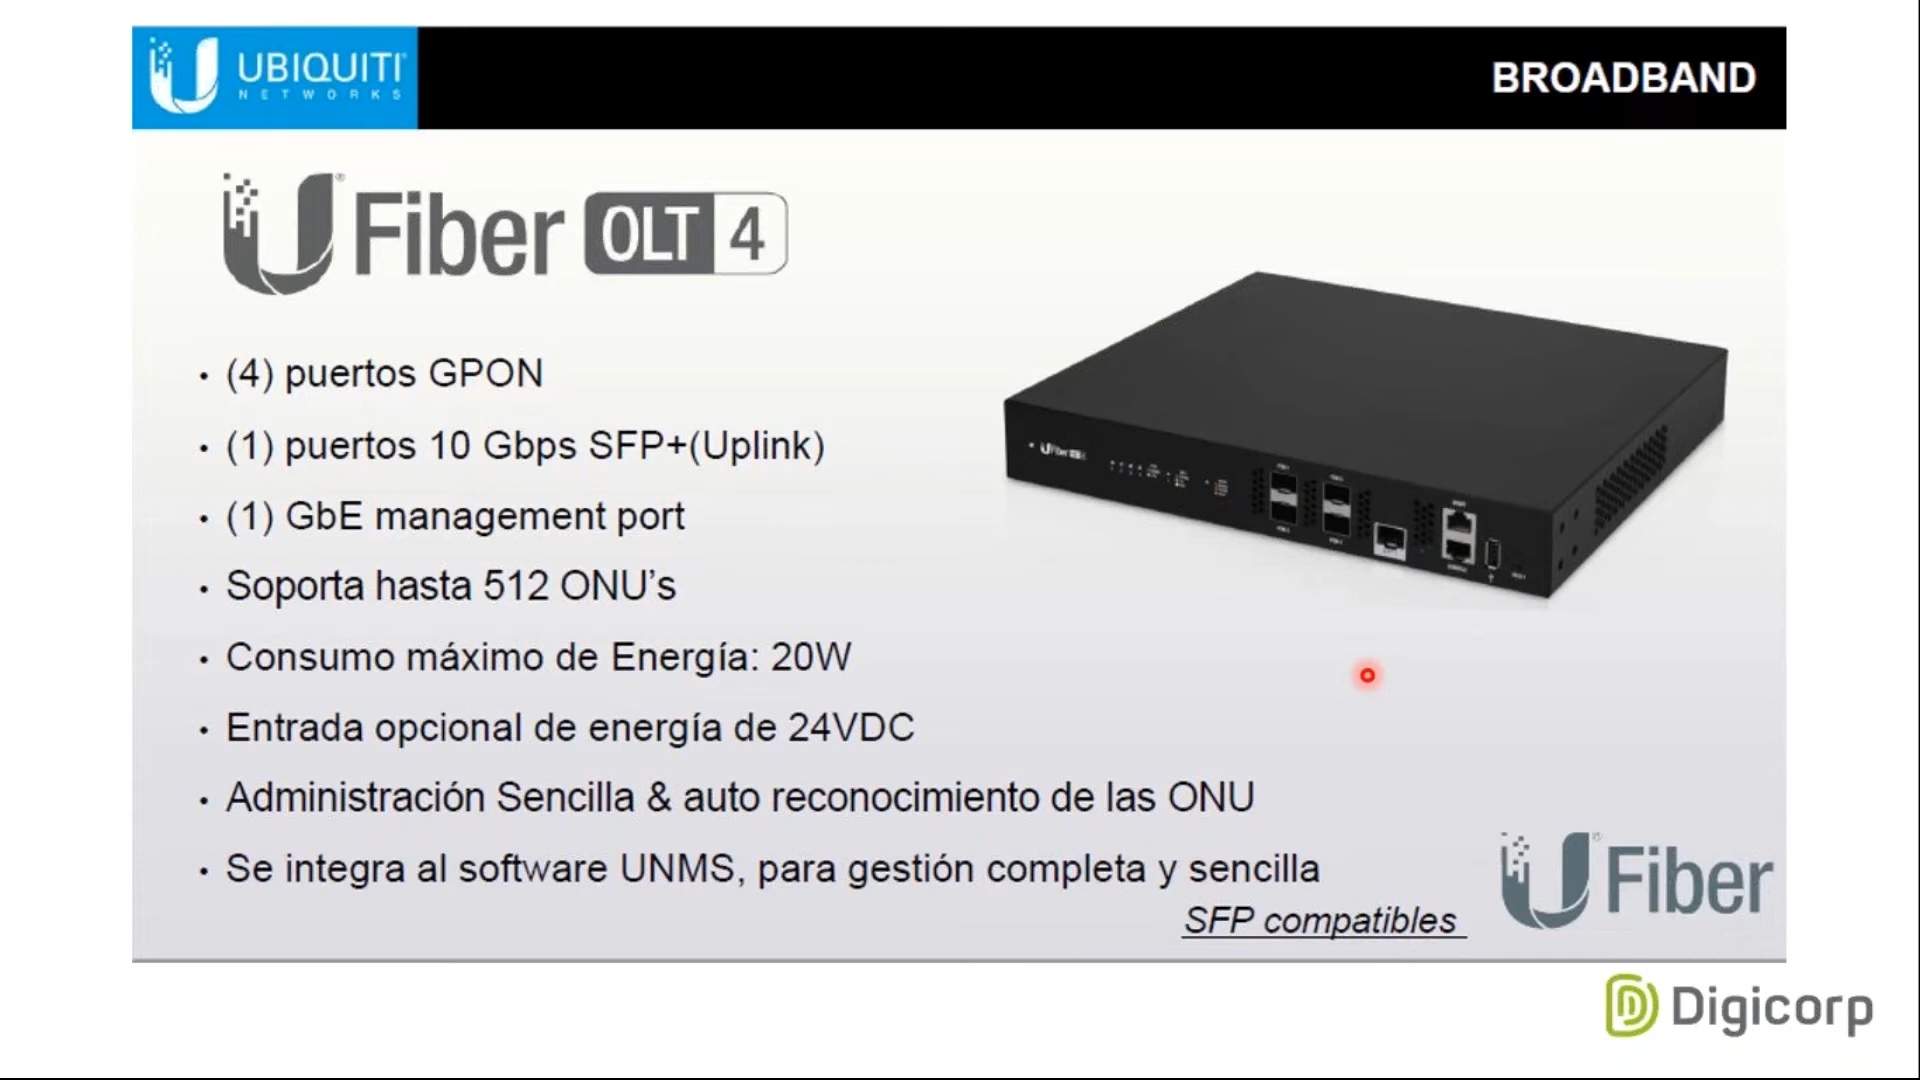 UBIQUITI
NETWORKS
BROADBAND
U Fiber OLT 4
• (4) puertos GPON
• (1) puertos 10 Gbps SFP+(Uplink)
• (1) GbE management port
• Soporta hasta 512 ONU’s
• Consumo máximo de Energía: 20W
• Entrada opcional de energía de 24VDC
• Administración Sencilla & auto reconocimiento de las ONU
• Se integra al software UNMS, para gestión completa y sencilla
SFP compatibles
U Fiber
Digicorp